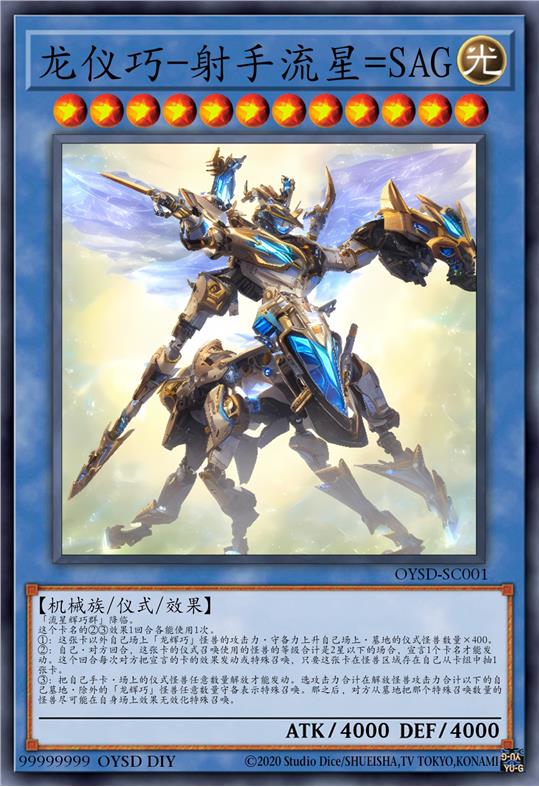 龙仪巧-射手流星=SAG
光
OYSD-SC001
【机械族/仪式/效果】
「流星辉巧群」降临。
这个卡名的②③效果1回合各能使用1次。
①：这张卡以外自己场上「龙辉巧」怪兽的攻击力·守备力上升自己场上·墓地的仪式怪兽数量×400。
②：自己·对方回合，这张卡的仪式召唤使用的怪兽的等级合计是2星以下的场合，宣言1个卡名才能发
动。这个回合每次对方把宣言的卡的效果发动或特殊召唤，只要这张卡在怪兽区域存在自己从卡组中抽1
张卡。
③：把自己手卡·场上的仪式怪兽任意数量解放才能发动。选攻击力合计在解放怪兽攻击力合计以下的自
己墓地·除外的「龙辉巧」怪兽任意数量守备表示特殊召唤。那之后，对方从墓地把那个特殊召唤数量的
怪兽尽可能在自身场上效果无效化特殊召唤。
ATK/4000 DEF/4000
99999999 OYSD DIY
©2020 Studio Dice/SHUEISHA,TV TOKYO,KONAMI